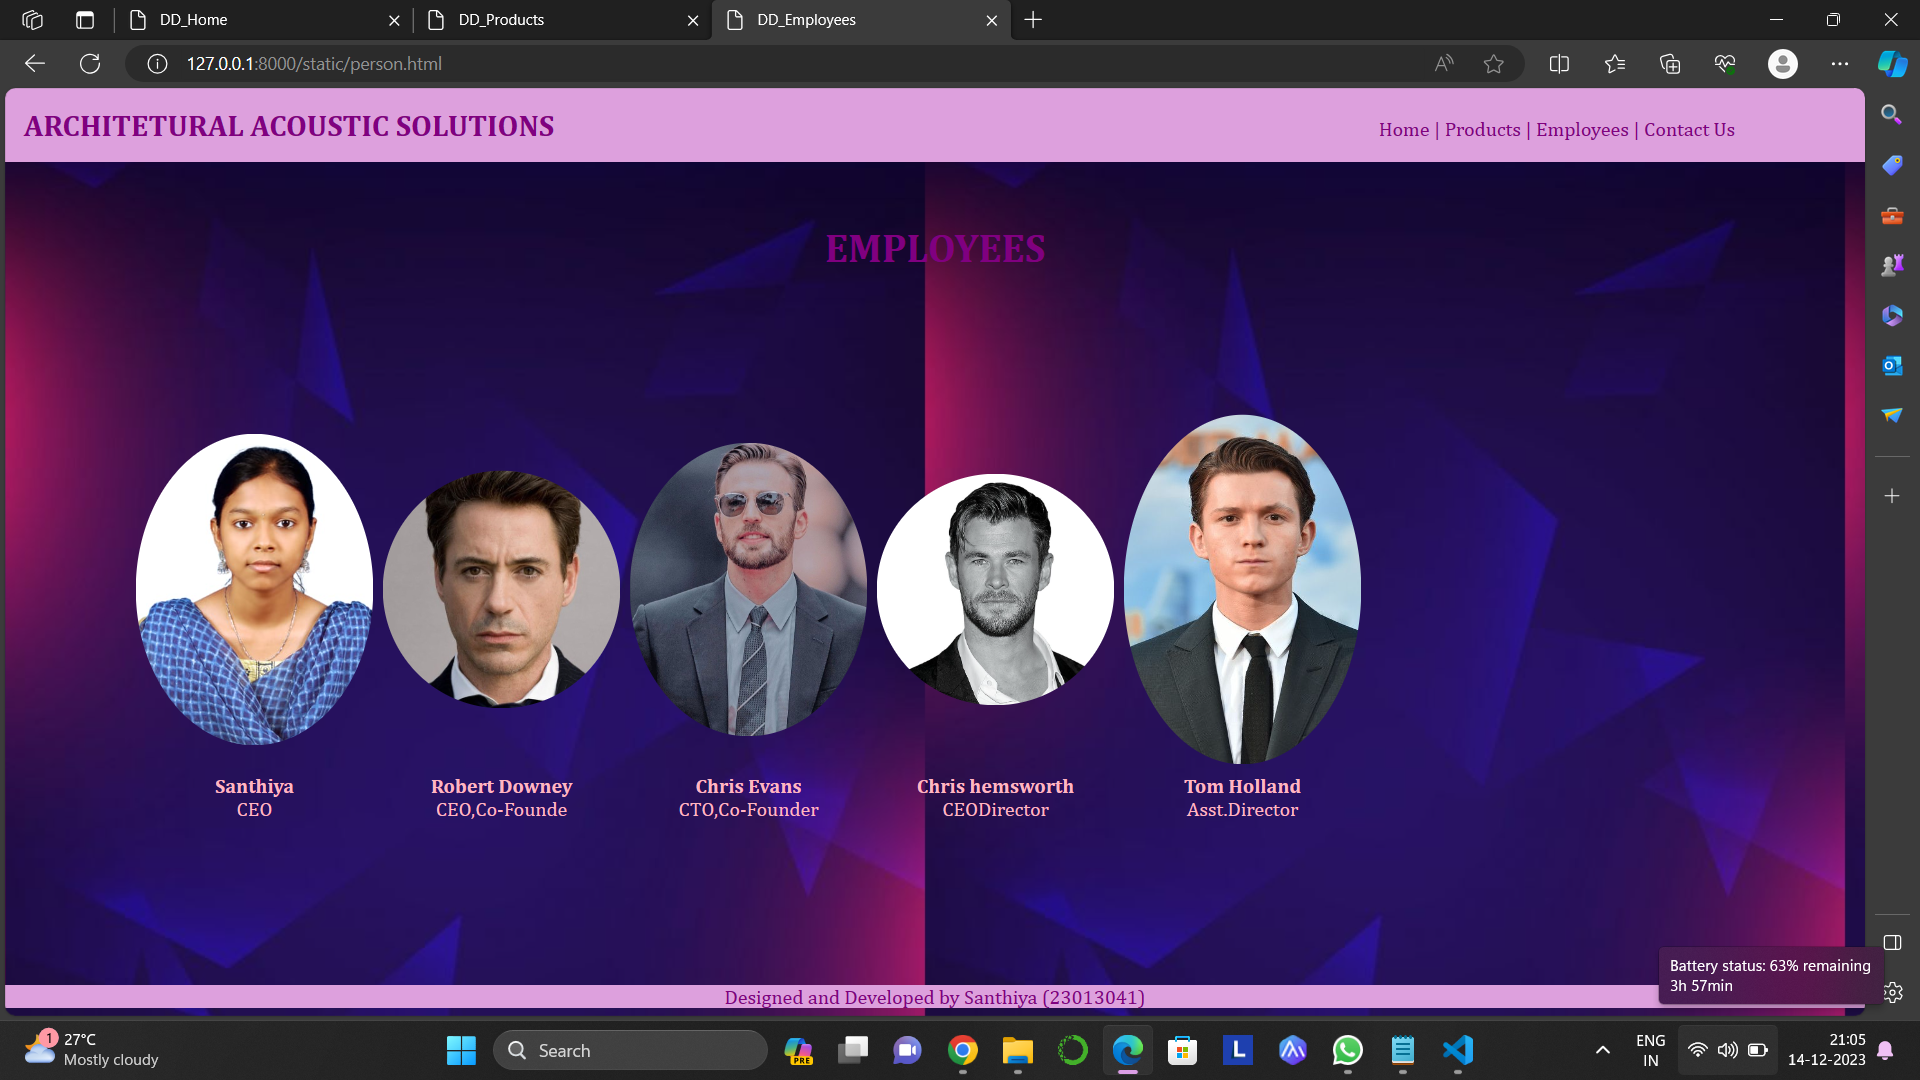 DD_Home
DD_Products
DD_Employees
127.0.0.1:8000/static/person.html
ARCHITETURAL ACOUSTIC SOLUTIONS
Home | Products | Employees | Contact Us
EMPLOYEES
Santhiya
CEO
Robert Downey
CEO,Co-Founde
Chris Evans
CTO,Co-Founder
Chris hemsworth
CEODirector
Tom Holland
Asst.Director
Designed and Developed by Santhiya (23013041)
Battery status: 63% remaining
3h 57min
1
27°C
Mostly cloudy
Search
PRE
L
ENG
IN
21:05
14-12-2023